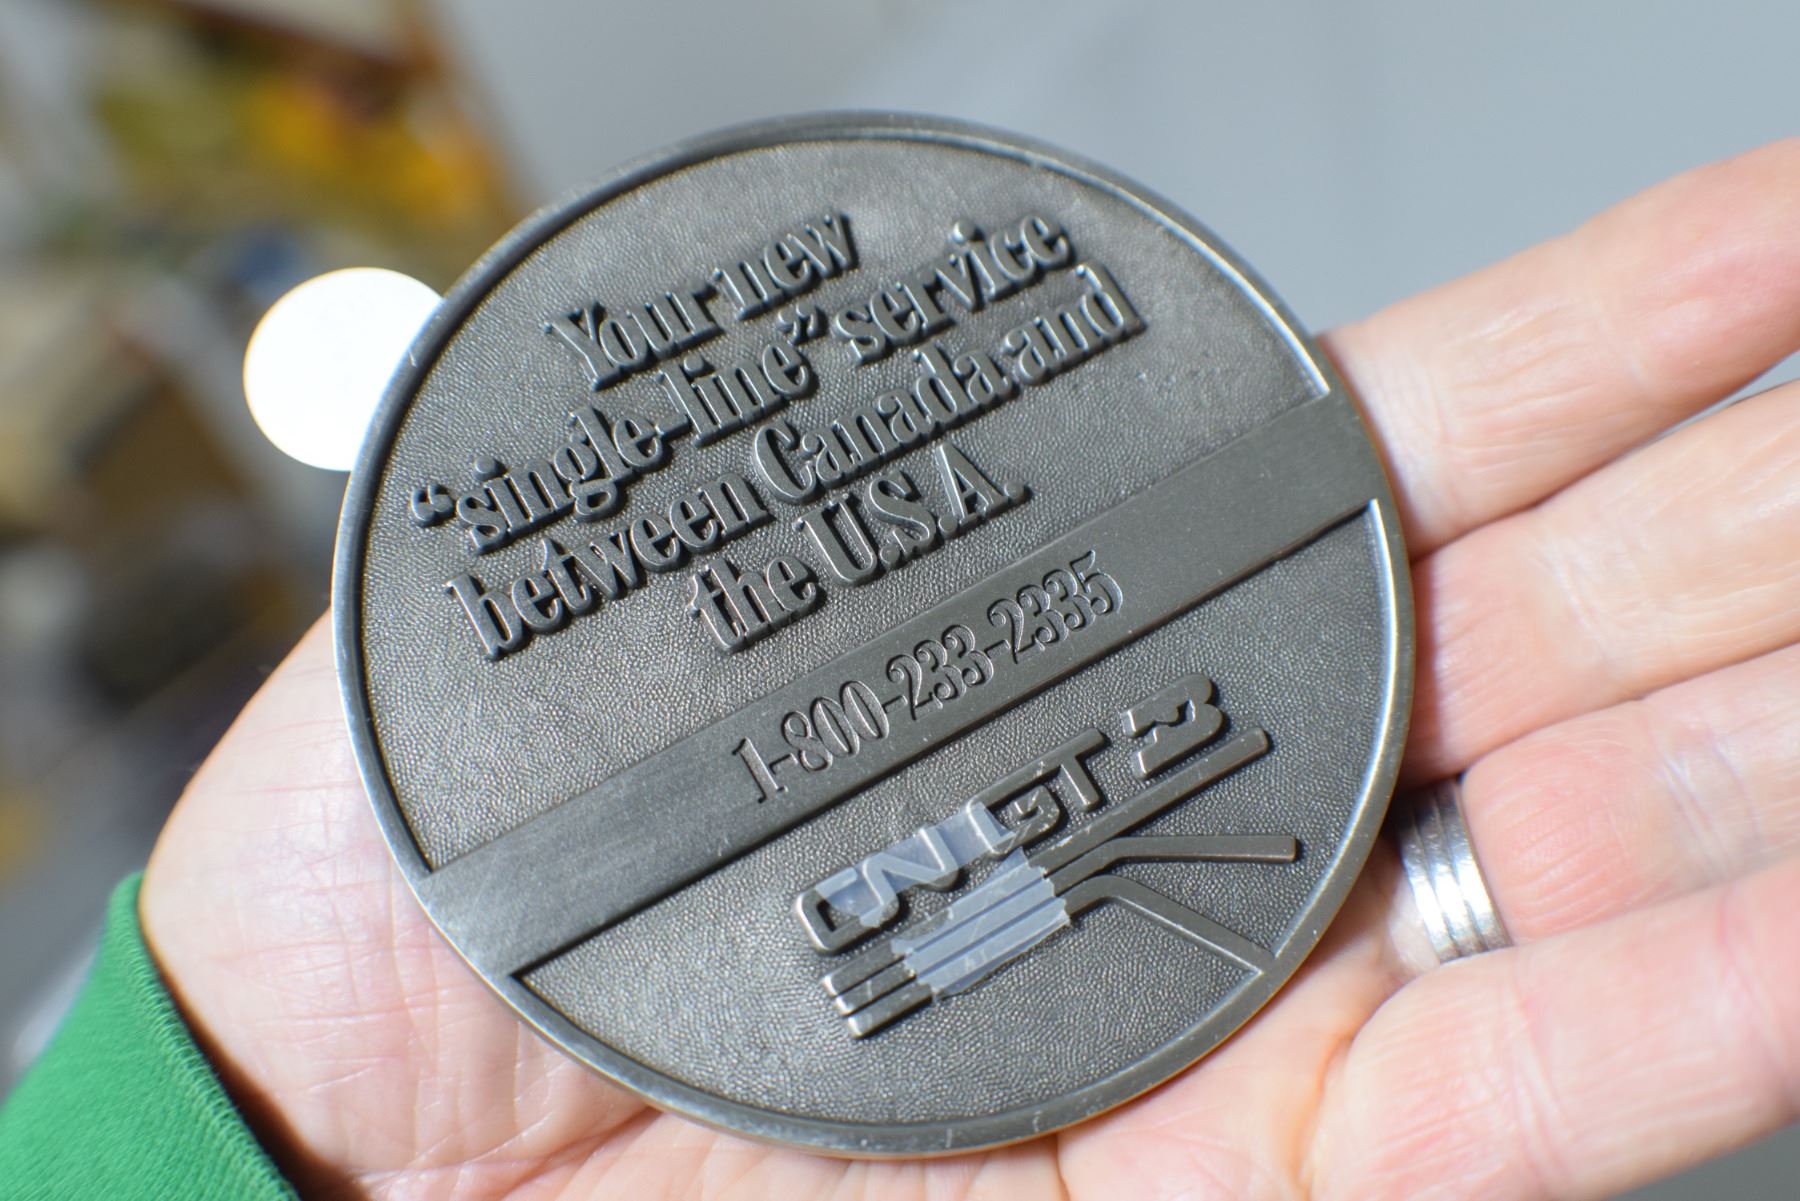 Your new
“single-line” service
between Canada and
the U.S.A.
1-800-233-2335
CN GT